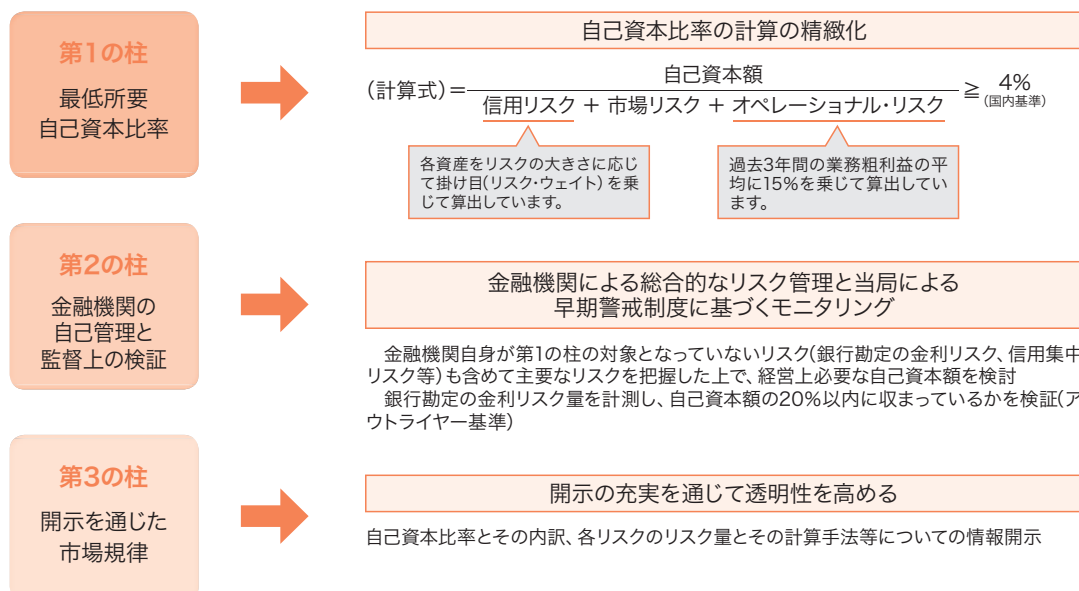 第1の柱
最低所要
自己資本比率
自己資本比率の計算の精緻化
(計算式)=
自己資本額
信用リスク + 市場リスク + オペレーショナル・リスク
≧ 4%
(国内基準)
各資産をリスクの大きさに応じ
て掛け目(リスク・ウェイト)を乗
じて算出しています。
過去3年間の業務粗利益の平
均に15%を乗じて算出してい
ます。
第2の柱
金融機関の
自己管理と
監督上の検証
金融機関による総合的なリスク管理と当局による
早期警戒制度に基づくモニタリング
金融機関自身が第1の柱の対象となっていないリスク(銀行勘定の金利リスク、信用集中
リスク等)も含めて主要なリスクを把握した上で、経営上必要な自己資本額を検討
銀行勘定の金利リスク量を計測し、自己資本額の20%以内に収まっているかを検証(ア
ウトライヤー基準)
第3の柱
開示を通じた
市場規律
開示の充実を通じて透明性を高める
自己資本比率とその内訳、各リスクのリスク量とその計算手法等についての情報開示